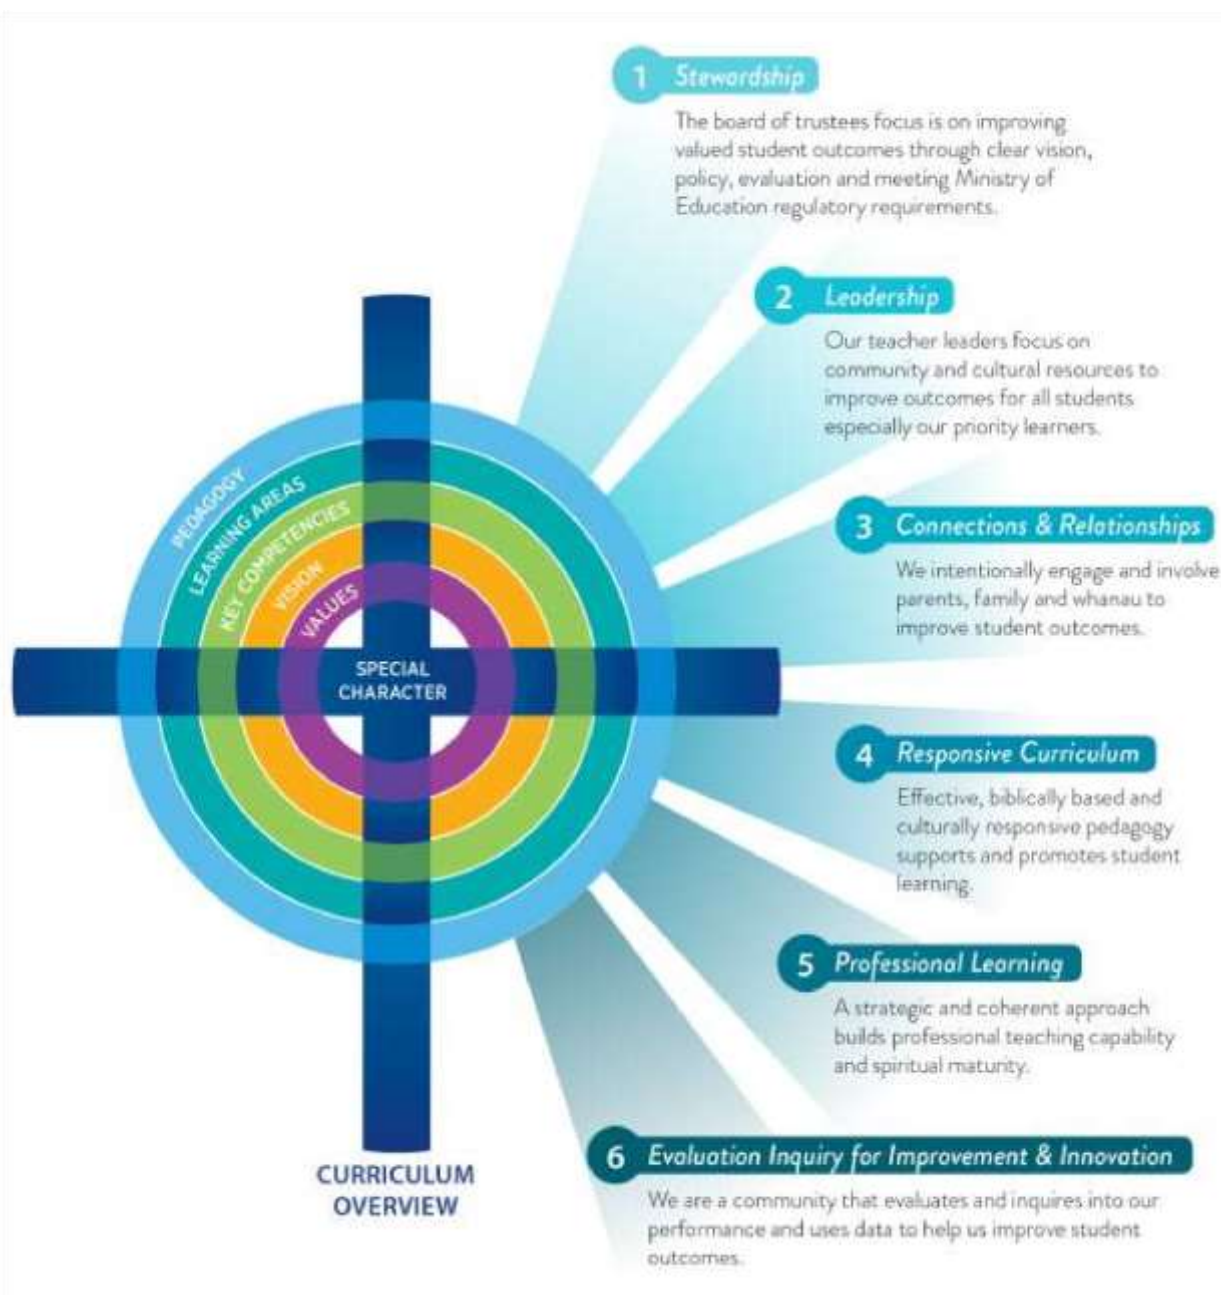 1 Stewardship
The board of trustees focus is on improving
valued student outcomes through clear vision,
policy, evaluation and meeting Ministry of
Education regulatory requirements.
2 Leadership
Our teacher leaders focus on
community and cultural resources to
improve outcomes for all students
especially our priority learners.
3 Connections & Relationships
We intentionally engage and involve
parents, family and whanau to
improve student outcomes.
4 Responsive Curriculum
Effective, biblically based and
culturally responsive pedagogy
supports and promotes student
learning.
5 Professional Learning
A strategic and coherent approach
builds professional teaching capability
and spiritual maturity.
6 Evaluation Inquiry for Improvement & Innovation
We are a community that evaluates and inquires into our
performance and uses data to help us improve student
outcomes.
PEDAGOGY
LEARNING AREAS
KEY COMPETENCIES
VISION
VALUES
SPECIAL
CHARACTER
CURRICULUM
OVERVIEW